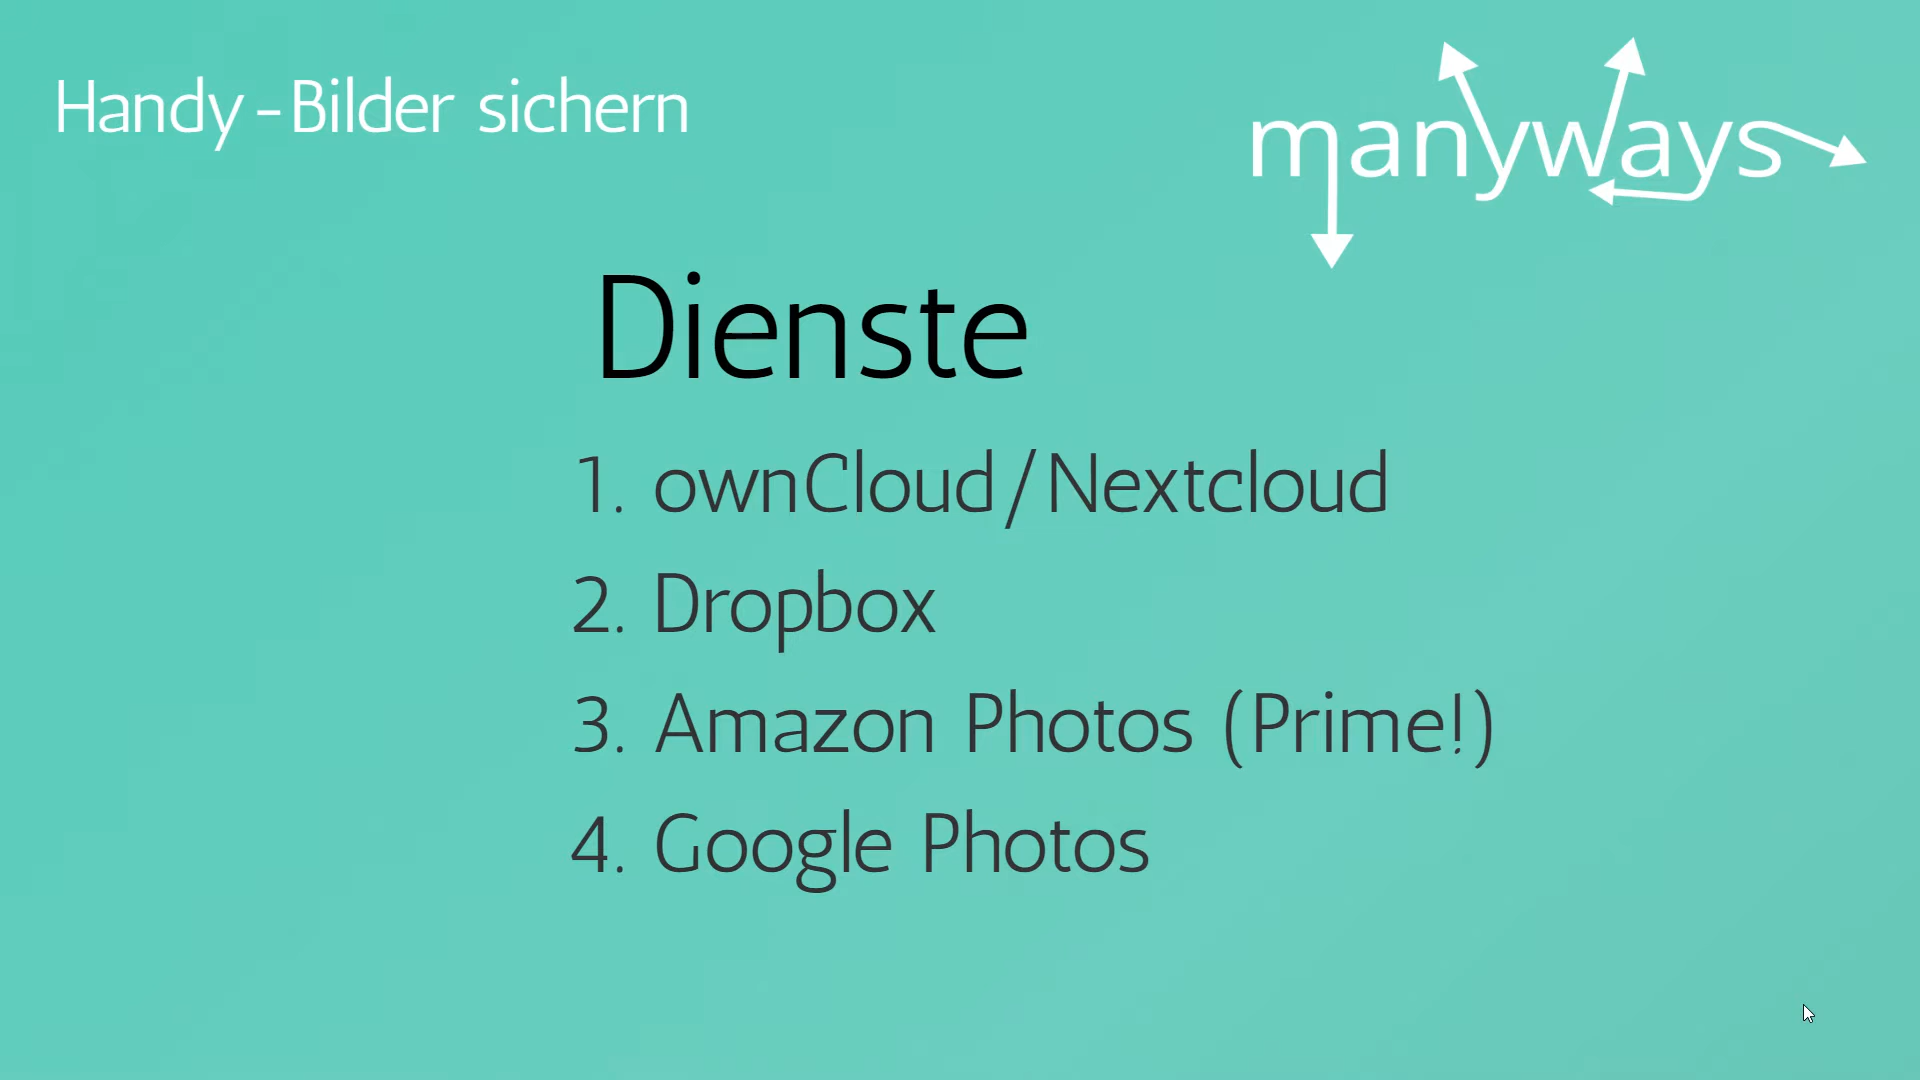 Handy-Bilder sichern
manyways
Dienste
1. ownCloud/Nextcloud
2. Dropbox
3. Amazon Photos (Prime!)
4. Google Photos